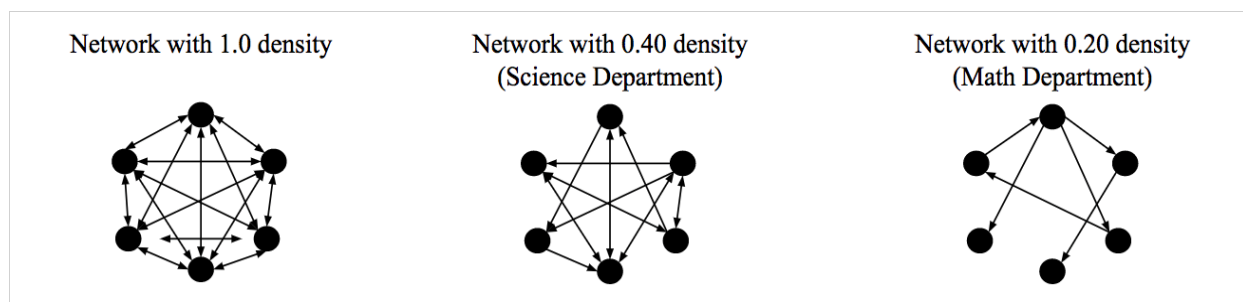 Network with 1.0 density
Network with 0.40 density
(Science Department)
Network with 0.20 density
(Math Department)